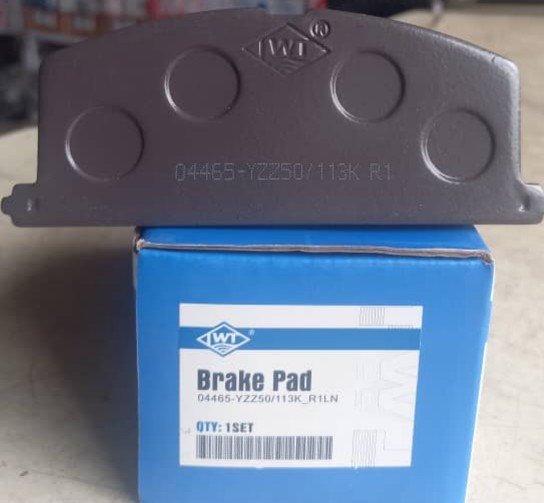 IWT ®
04465-YZZ50/113K R1
IWT ®
Brake Pad
04465-YZZ50/113K_R1LN
QTY: 1SET